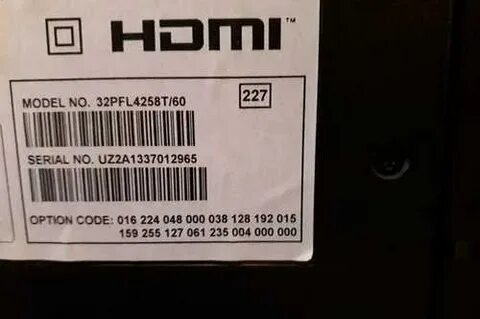 HDMI™
MODEL NO. 32PFL4258T/60
227
SERIAL NO. UZ2A1337012965
OPTION CODE: 016 224 048 000 038 128 192 015
159 255 127 061 235 004 000 000